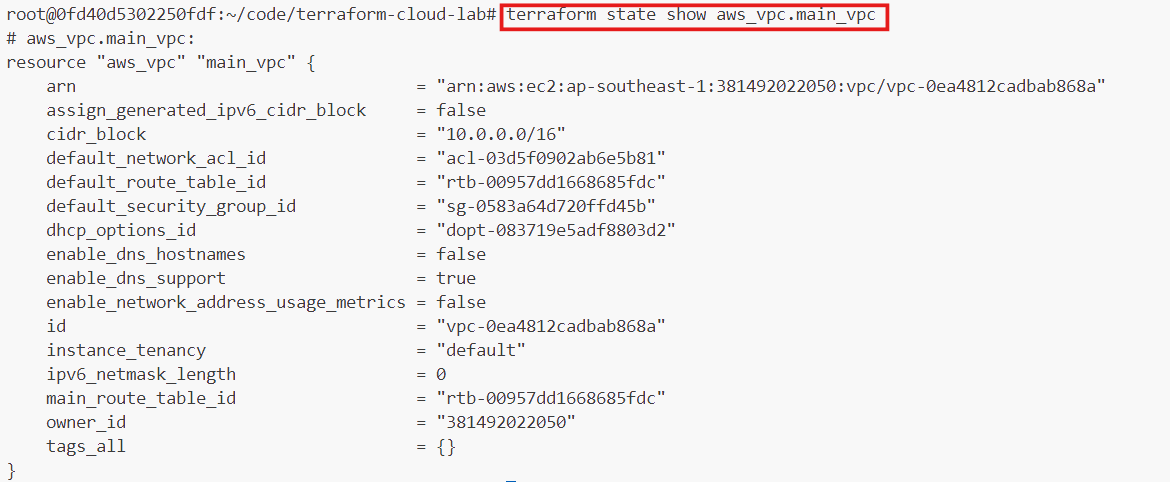 root@0fd40d5302250fdf:~/code/terraform-cloud-lab# terraform state show aws_vpc.main_vpc
# aws_vpc.main_vpc:
resource "aws_vpc" "main_vpc" {
    arn                                  = "arn:aws:ec2:ap-southeast-1:381492022050:vpc/vpc-0ea4812cadbab868a"
    assign_generated_ipv6_cidr_block     = false
    cidr_block                           = "10.0.0.0/16"
    default_network_acl_id               = "acl-03d5f0902ab6e5b81"
    default_route_table_id               = "rtb-00957dd1668685fdc"
    default_security_group_id            = "sg-0583a64d720ffd45b"
    dhcp_options_id                      = "dopt-083719e5adf8803d2"
    enable_dns_hostnames                 = false
    enable_dns_support                   = true
    enable_network_address_usage_metrics = false
    id                                   = "vpc-0ea4812cadbab868a"
    instance_tenancy                     = "default"
    ipv6_netmask_length                  = 0
    main_route_table_id                  = "rtb-00957dd1668685fdc"
    owner_id                             = "381492022050"
    tags_all                             = {}
}